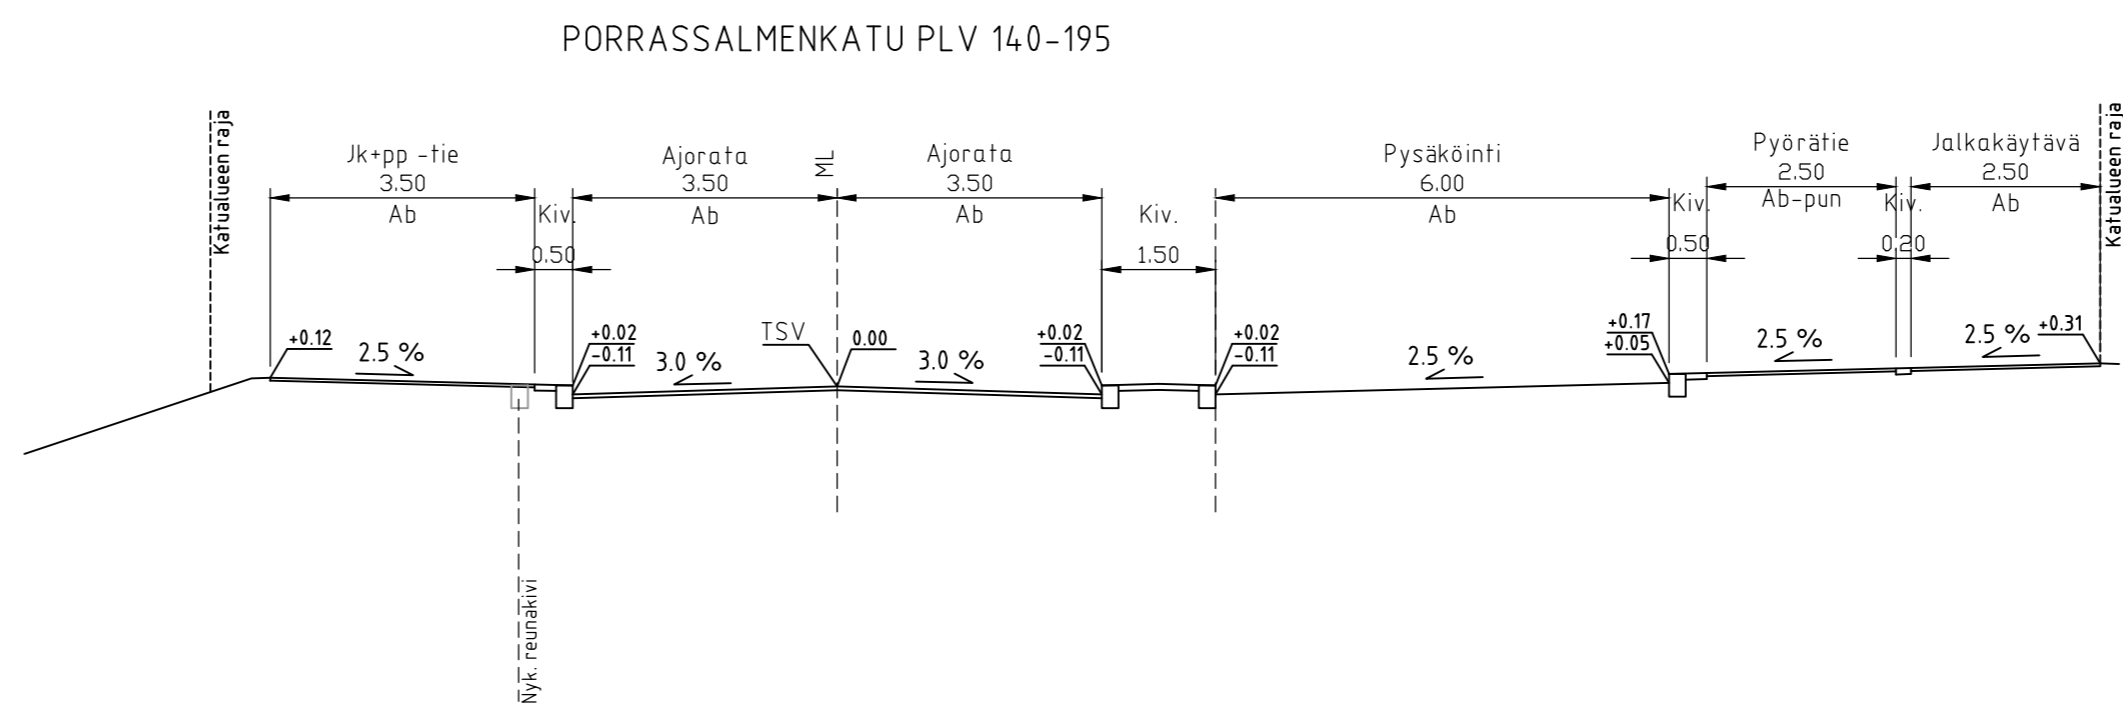 PORRASSALMENKATU PLV 140-195
Katualueen raja
Jk+pp -tie
3.50
Ab
Kiv.
0.50
Ajorata
3.50
Ab
ML
Ajorata
3.50
Ab
Kiv.
1.50
Pysäköinti
6.00
Ab
Kiv.
0.50
Pyörätie
2.50
Ab-pun
Kiv.
0.20
Jalkakäytävä
2.50
Ab
Katualueen raja
+0.12
2.5 %
+0.02
-0.11
3.0 %
TSV
0.00
3.0 %
+0.02
-0.11
+0.02
-0.11
2.5 %
+0.17
+0.05
2.5 %
2.5 %
+0.31
Nyk. reunakivi